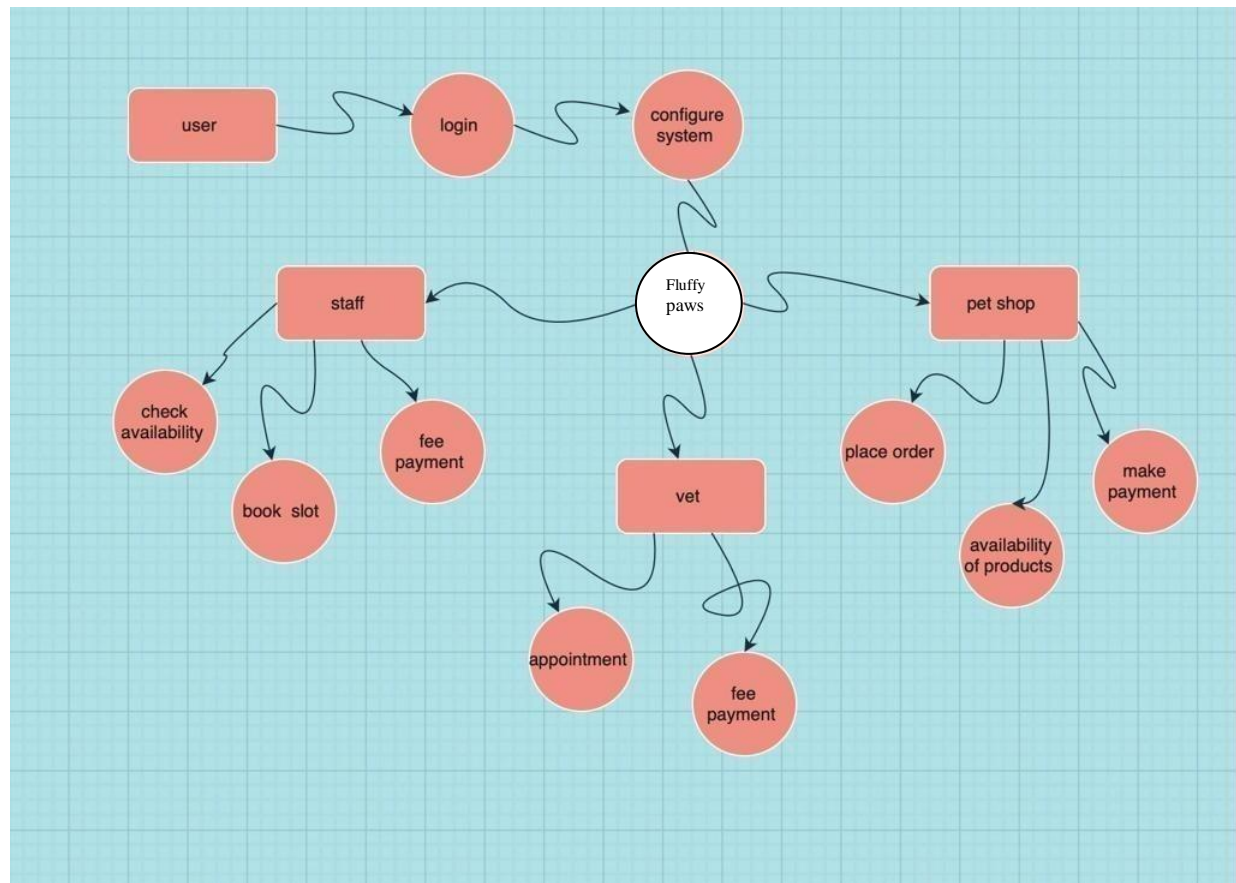 user
login
configure
system
Fluffy
paws
staff
pet shop
check
availability
book slot
fee
payment
vet
appointment
fee
payment
place order
availability
of products
make
payment